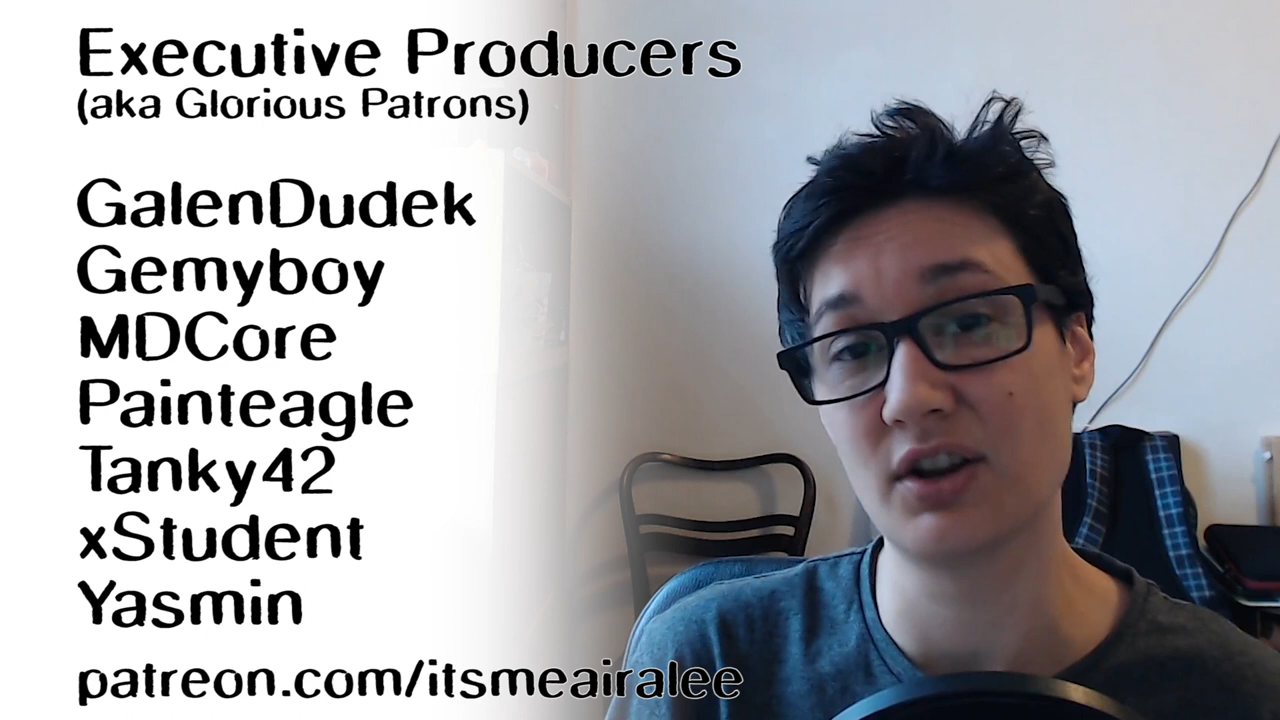 Executive Producers
(aka Glorious Patrons)
GalenDudek
Gemyboy
MDCore
Painteagle
Tanky42
xStudent
Yasmin
patreon.com/itsmeairalee